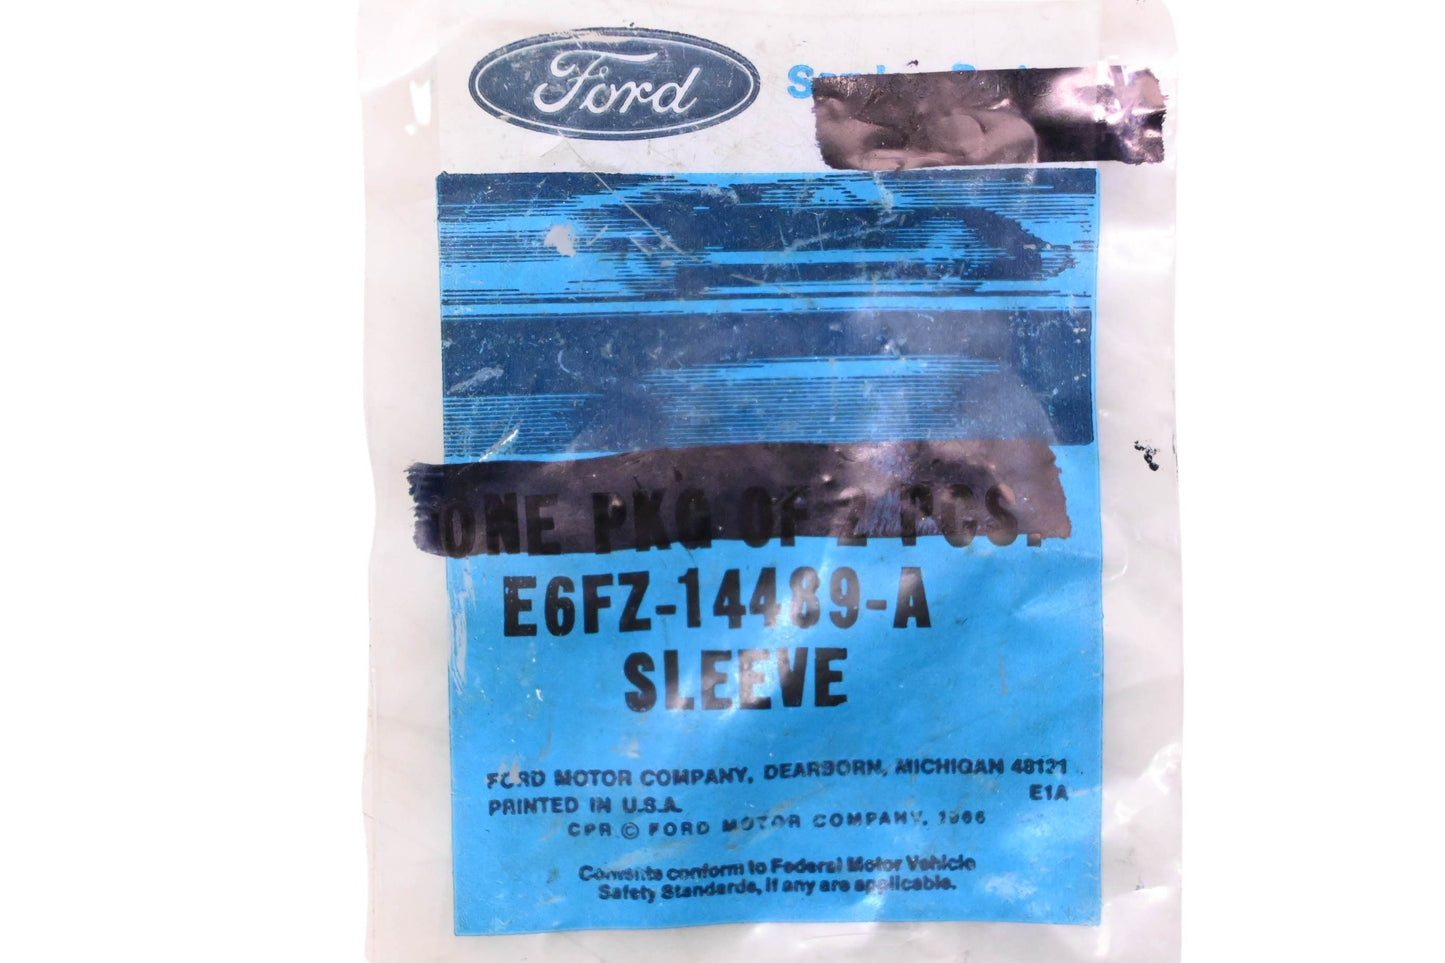 Ford
ONE PKG OF 2 PCS.
E6FZ-14489-A
SLEEVE
FORD MOTOR COMPANY, DEARBORN, MICHIGAN 48121
PRINTED IN U.S.A. E1A
CPR © FORD MOTOR COMPANY, 1966
Contents conform to Federal Motor Vehicle
Safety Standards, if any are applicable.